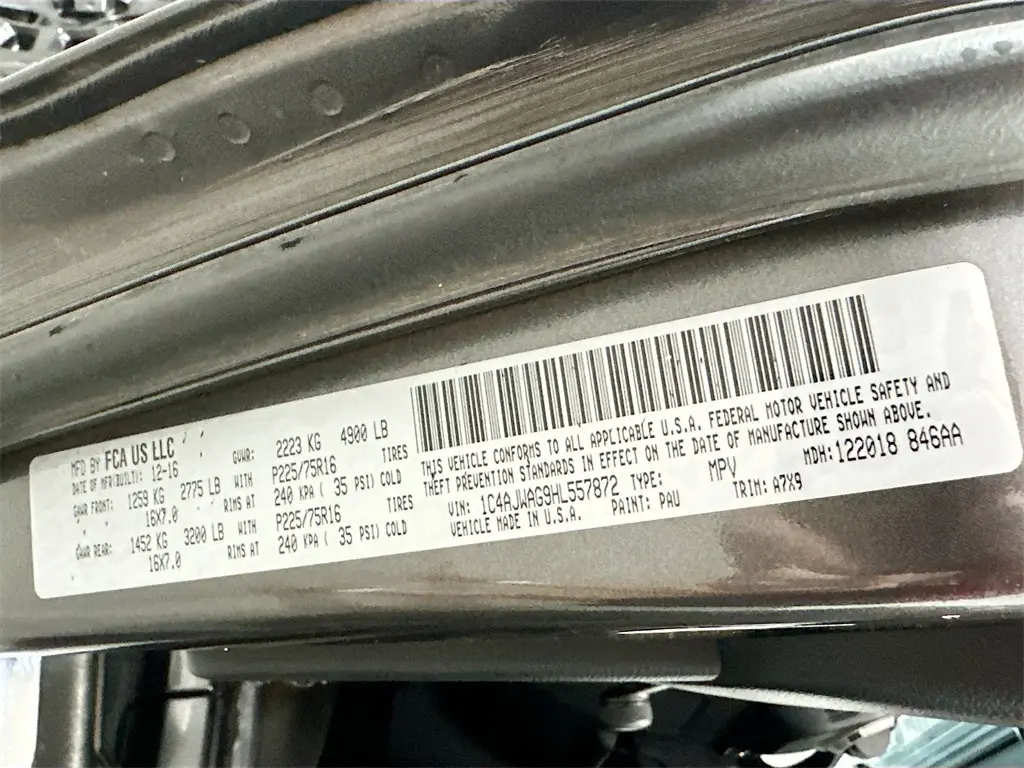 MFD BY FCA US LLC
DATE OF MFR(BUILT): 12-16 GVWR: 2223 KG 4900 LB
GAWR FRONT: 1259 KG 2775 LB WITH P225/75R16 TIRES
" " 16X7.0 RIMS AT 240 KPA ( 35 PSI) COLD
GAWR REAR: 1452 KG 3200 LB WITH P225/75R16 TIRES
" " 16X7.0 RIMS AT 240 KPA ( 35 PSI) COLD
THIS VEHICLE CONFORMS TO ALL APPLICABLE U.S.A. FEDERAL MOTOR VEHICLE SAFETY AND
THEFT PREVENTION STANDARDS IN EFFECT ON THE DATE OF MANUFACTURE SHOWN ABOVE.
VIN: 1C4AJWAG9HL557872 TYPE: MPV MDH: 122018 846AA
VEHICLE MADE IN U.S.A. PAINT: PAU TRIM: A7X9